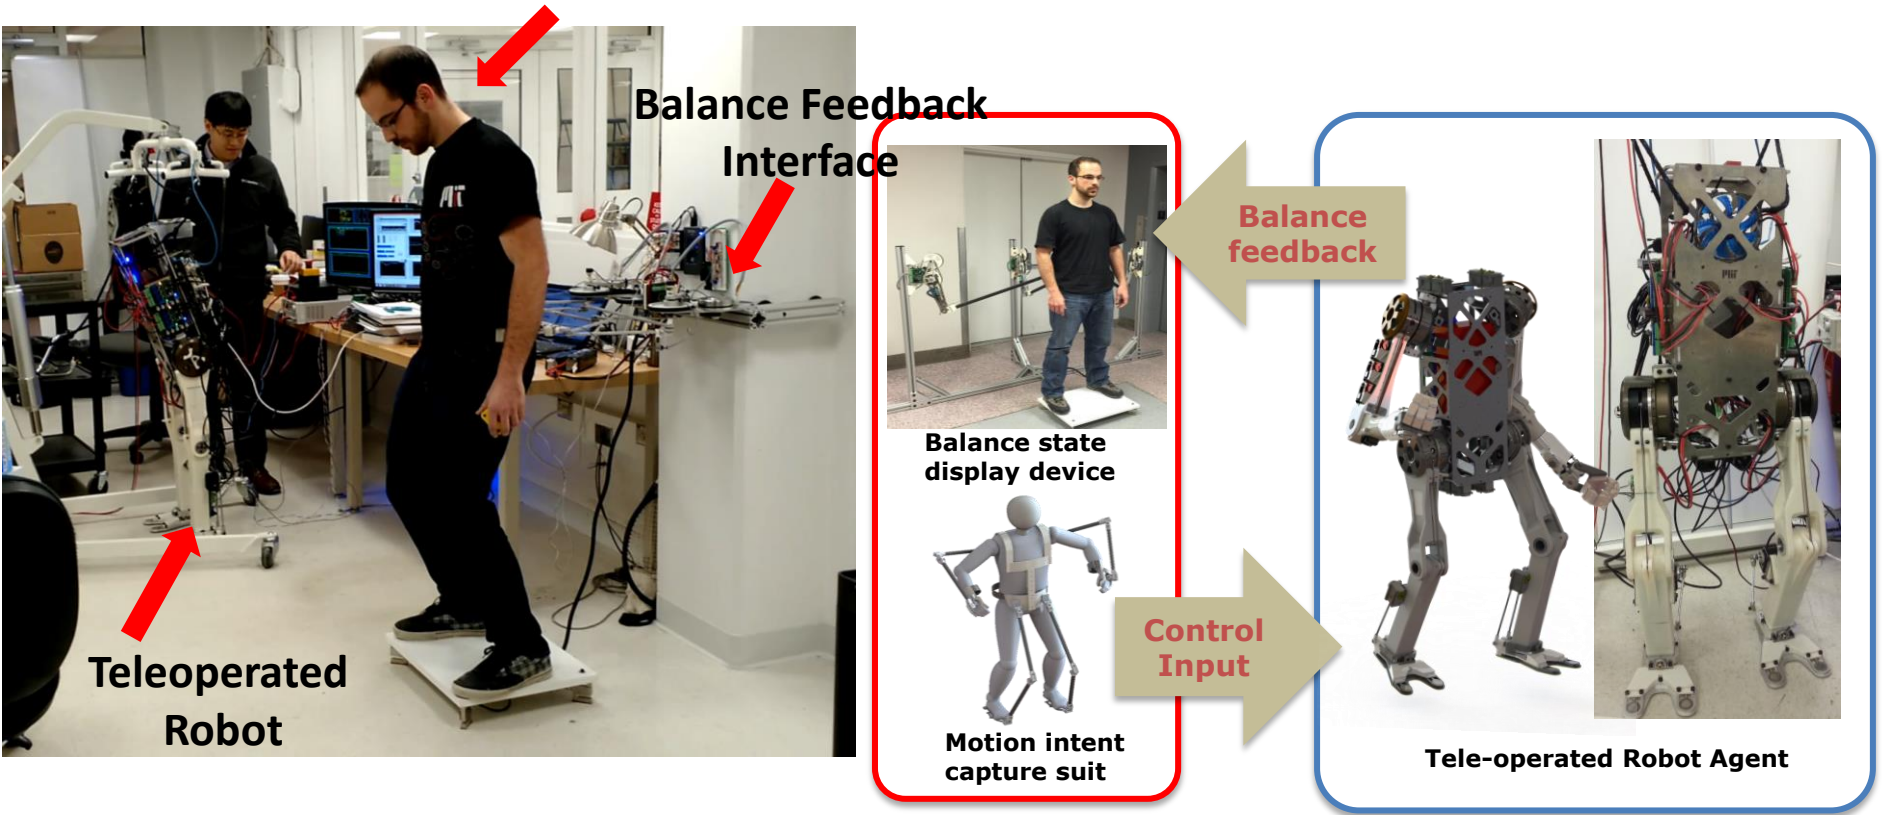 Balance Feedback
Interface
Teleoperated
Robot
MIT
Balance state
display device
Motion intent
capture suit
Balance
feedback
Control
Input
Tele-operated Robot Agent